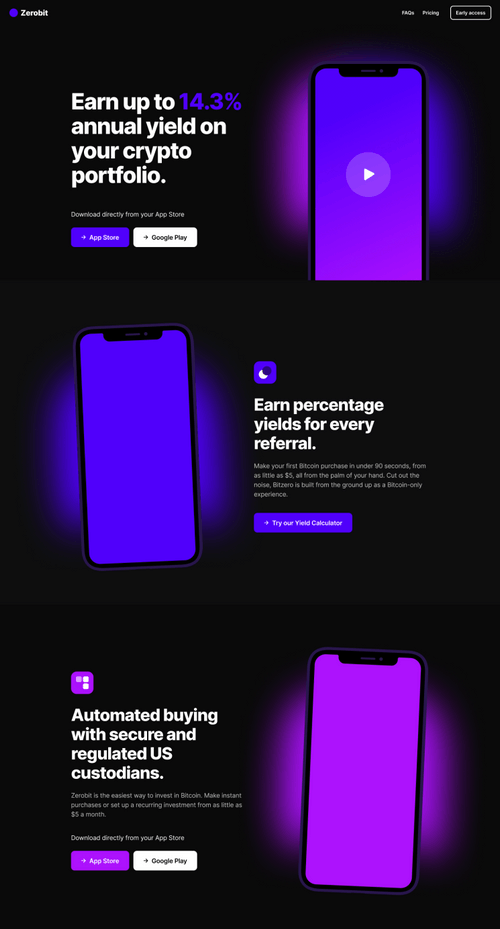 Zerobit
FAQs
Pricing
Early access
Earn up to 14.3%
annual yield on
your crypto
portfolio.
Download directly from your App Store
→ App Store
→ Google Play
Earn percentage
yields for every
referral.
Make your first Bitcoin purchase in under 90 seconds, from
as little as $5, all from the palm of your hand. Cut out the
noise, Bitzero is built from the ground up as a Bitcoin-only
experience.
→ Try our Yield Calculator
Automated buying
with secure and
regulated US
custodians.
Zerobit is the easiest way to invest in Bitcoin. Make instant
purchases or set up a recurring investment from as little as
$5 a month.
Download directly from your App Store
→ App Store
→ Google Play